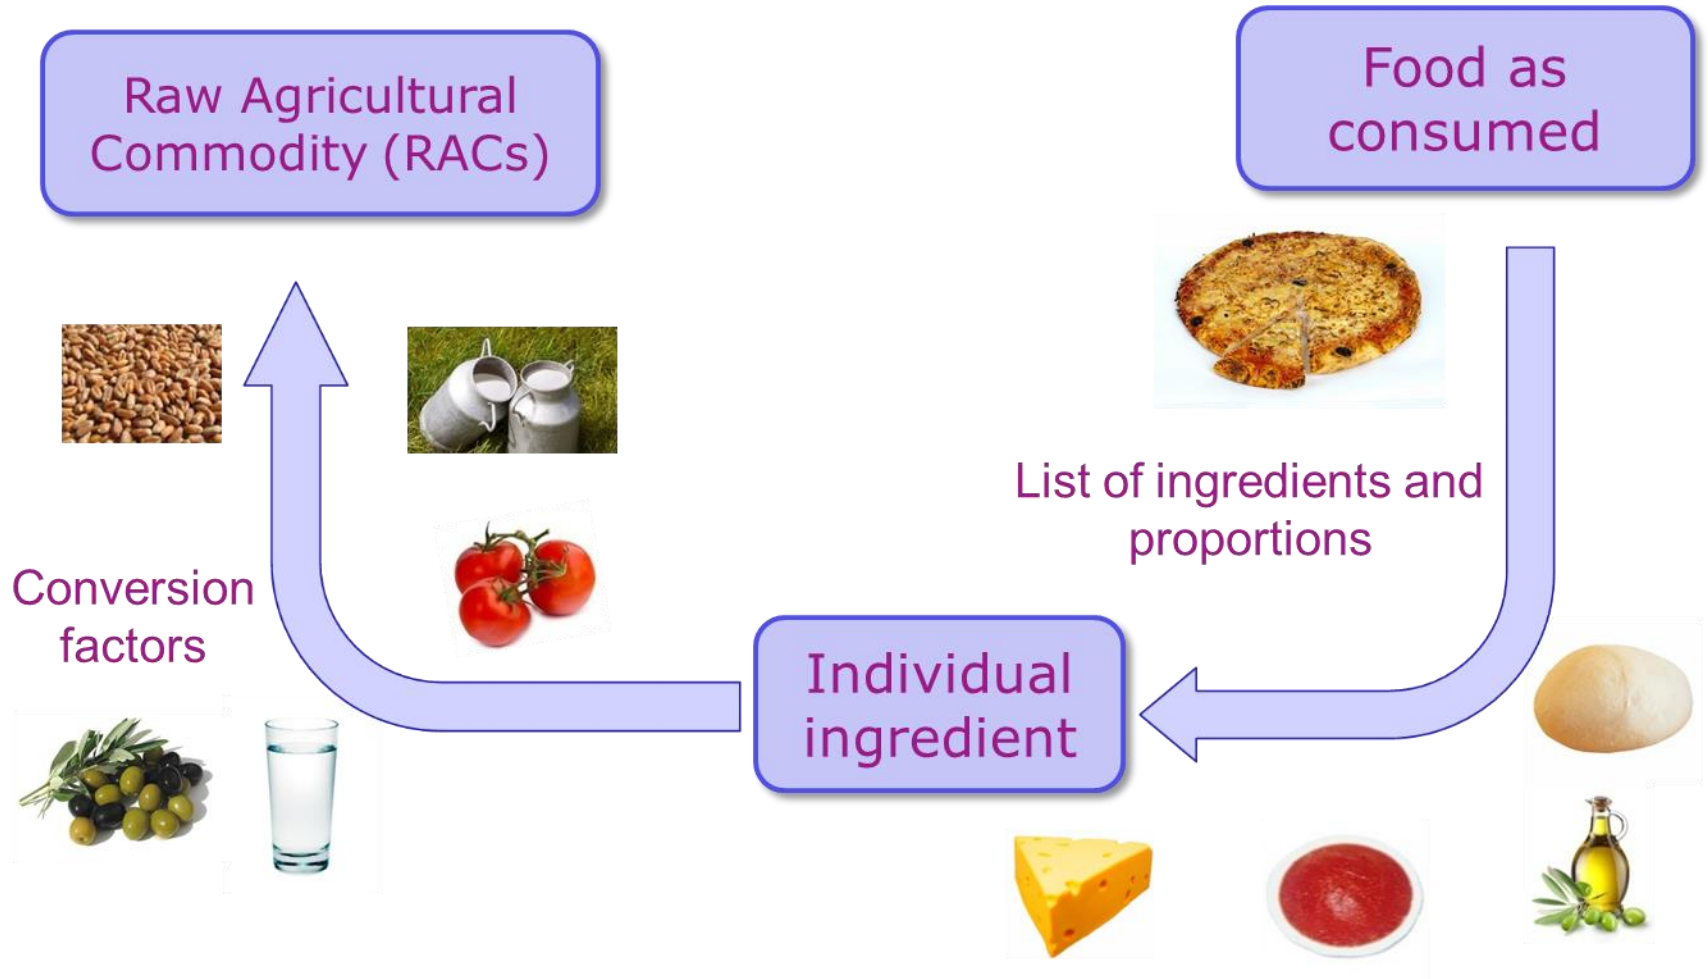 Raw Agricultural
Commodity (RACs)
Food as
consumed
List of ingredients and
proportions
Conversion
factors
Individual
ingredient